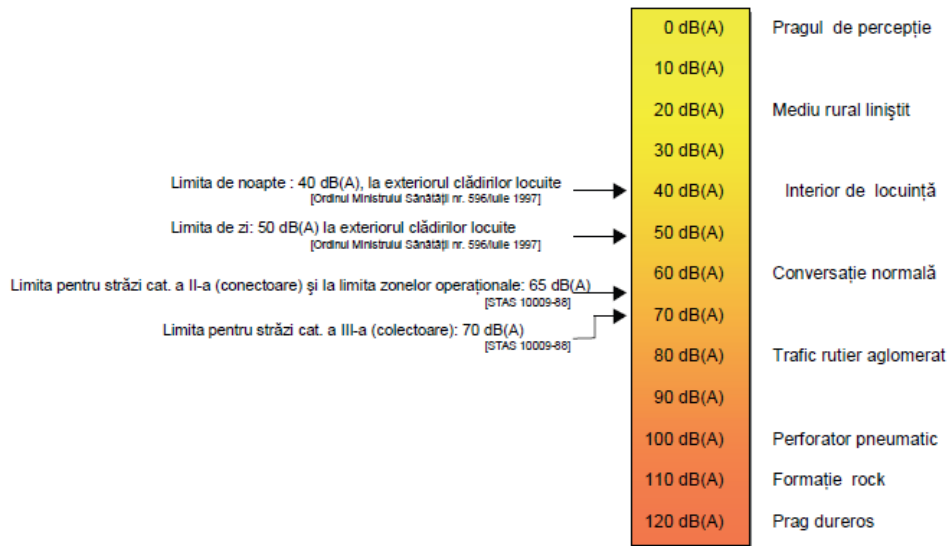 0 dB(A) Pragul de percepție
10 dB(A)
20 dB(A) Mediu rural liniştit
30 dB(A)
Limita de noapte : 40 dB(A), la exteriorul clădirilor locuite
[Ordinul Ministrului Sănătăţii nr. 596/iulie 1997]
40 dB(A) Interior de locuință
Limita de zi: 50 dB(A) la exteriorul clădirilor locuite
[Ordinul Ministrului Sănătăţii nr. 596/iulie 1997]
50 dB(A)
60 dB(A) Conversație normală
Limita pentru străzi cat. a II-a (conectoare) şi la limita zonelor operaționale: 65 dB(A)
[STAS 10009-88]
70 dB(A)
Limita pentru străzi cat. a III-a (colectoare): 70 dB(A)
[STAS 10009-88]
80 dB(A) Trafic rutier aglomerat
90 dB(A)
100 dB(A) Perforator pneumatic
110 dB(A) Formație rock
120 dB(A) Prag dureros